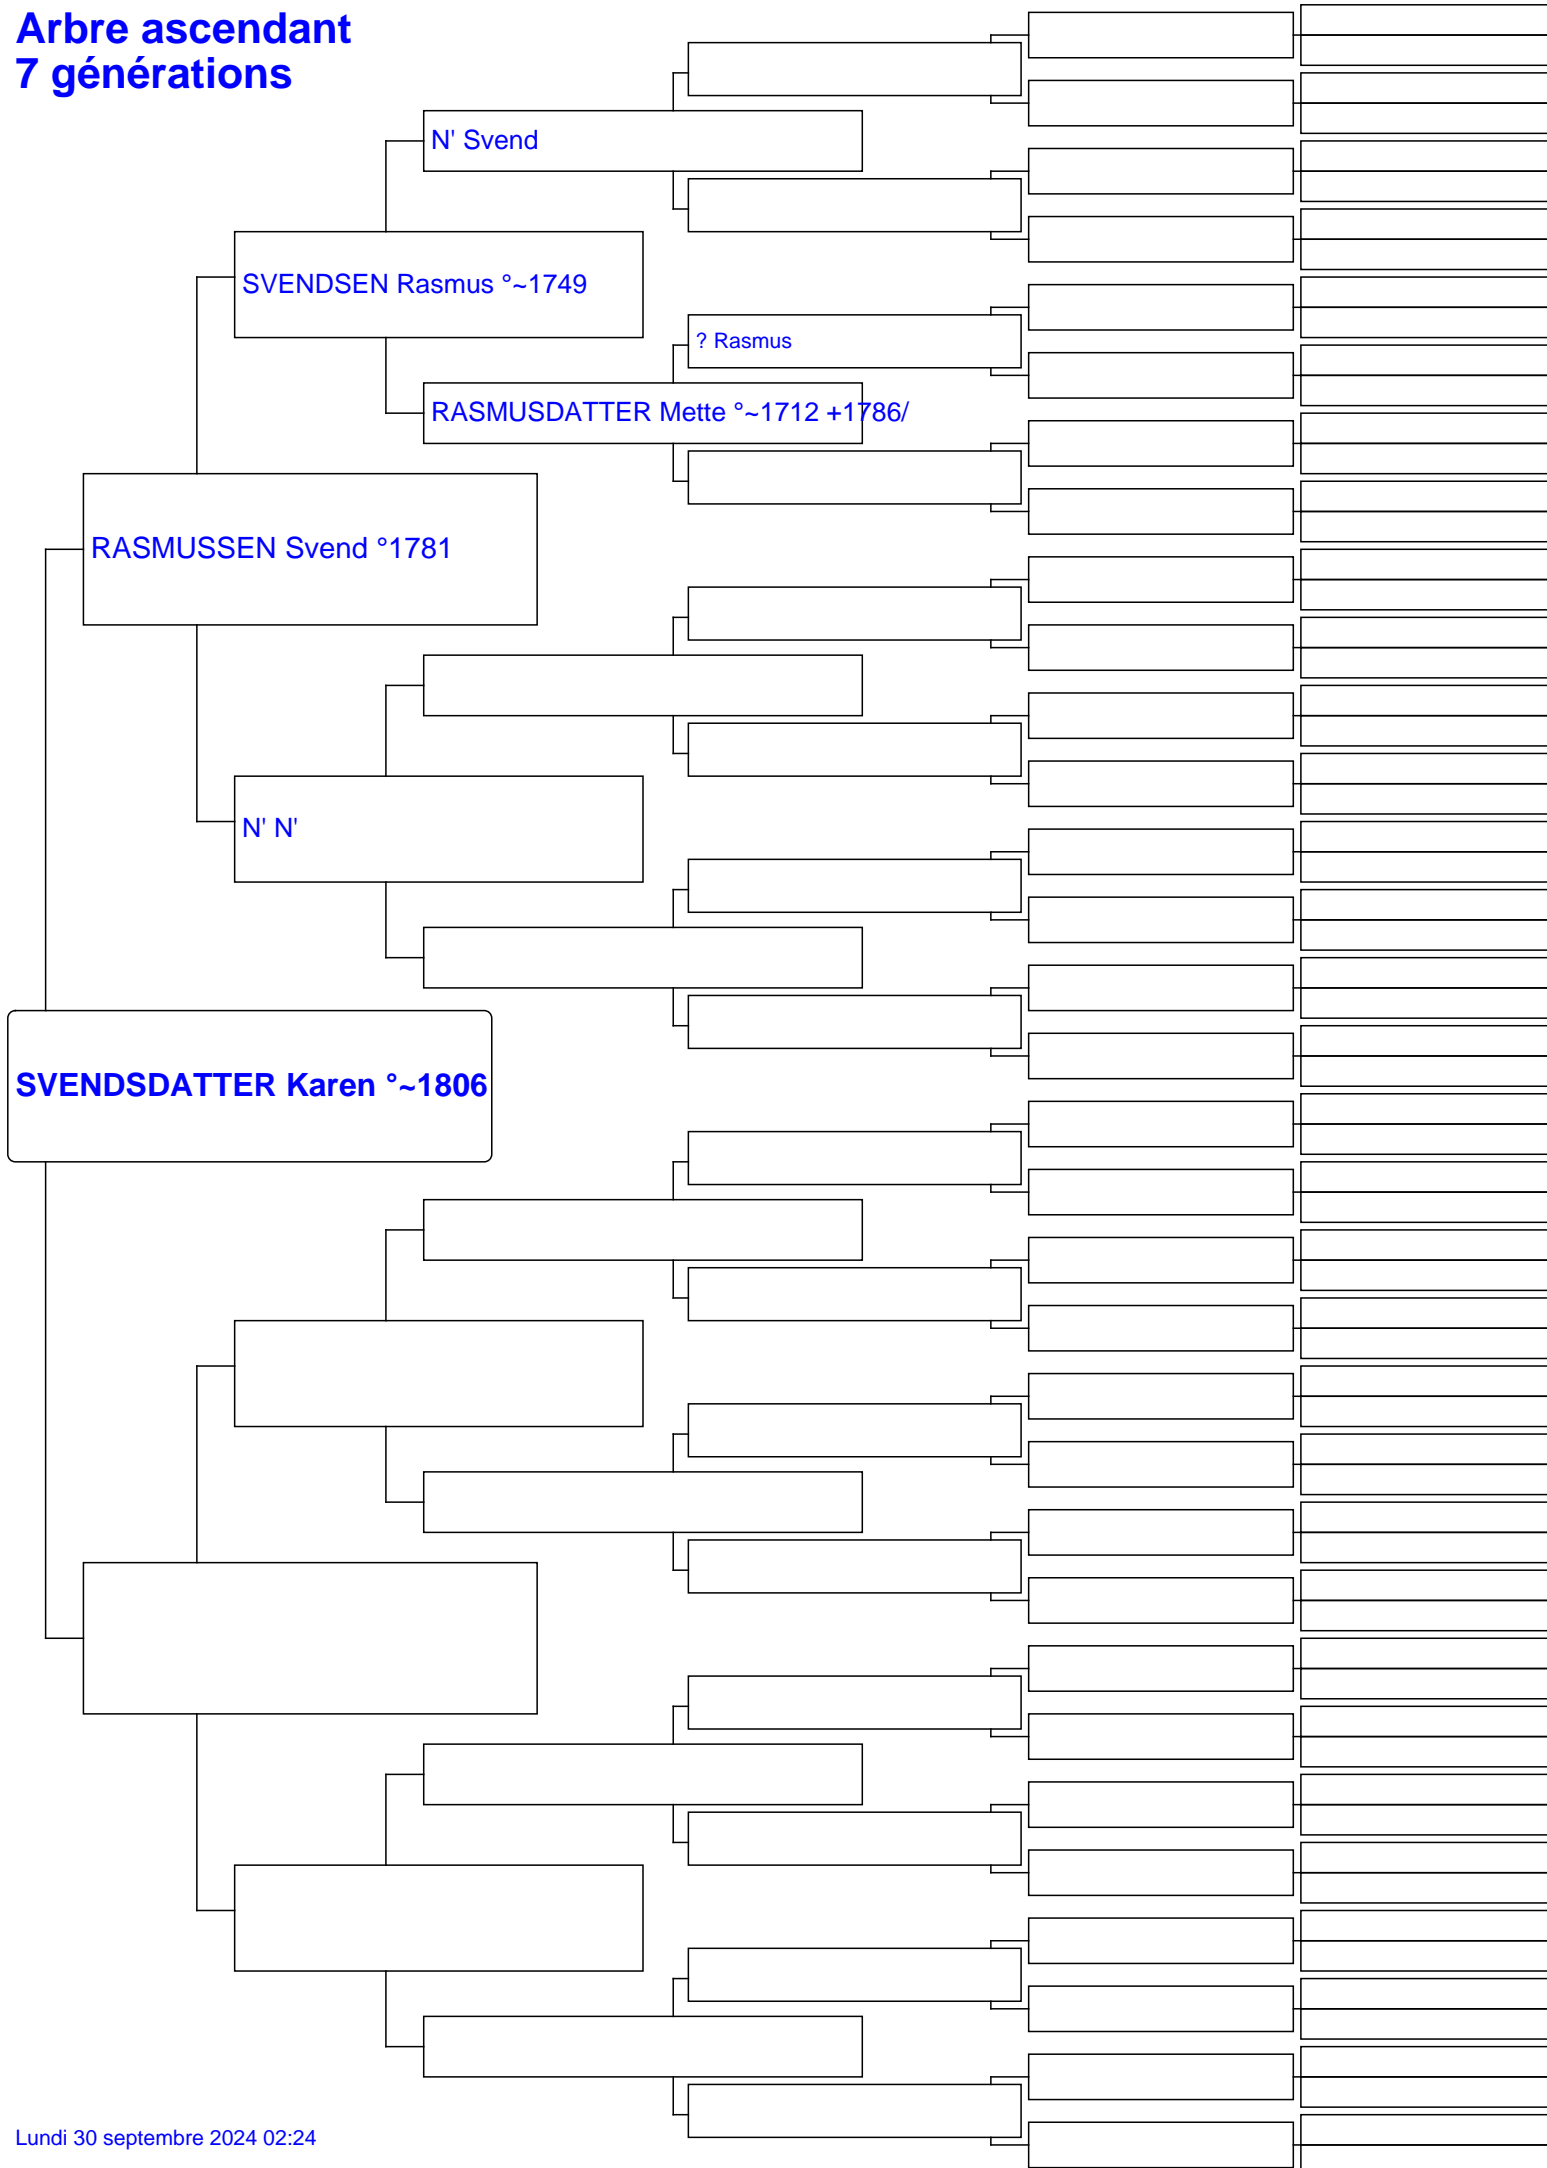 Arbre ascendant
7 générations
N' Svend
SVENDSEN Rasmus °~1749
? Rasmus
RASMUSDATTER Mette °~1712 +1786/
RASMUSSEN Svend °1781
N' N'
SVENDSDATTER Karen °~1806
Lundi 30 septembre 2024 02:24